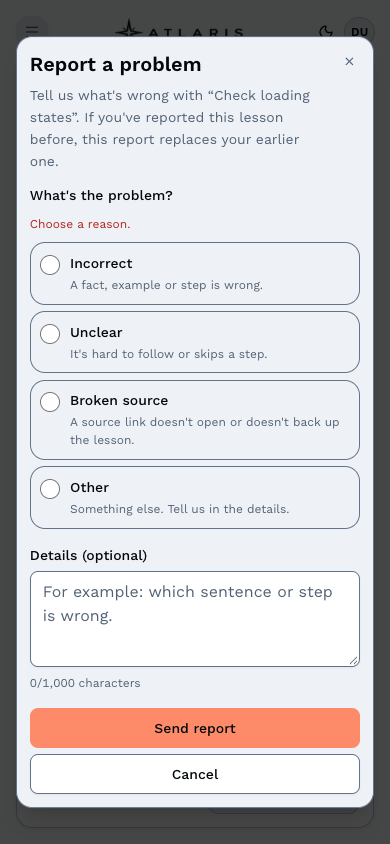 ATLARIS
DU
Report a problem
×
Tell us what's wrong with “Check loading
states”. If you've reported this lesson
before, this report replaces your earlier
one.
What's the problem?
Choose a reason.
Incorrect
A fact, example or step is wrong.
Unclear
It's hard to follow or skips a step.
Broken source
A source link doesn't open or doesn't back up
the lesson.
Other
Something else. Tell us in the details.
Details (optional)
For example: which sentence or step
is wrong.
0/1,000 characters
Send report
Cancel